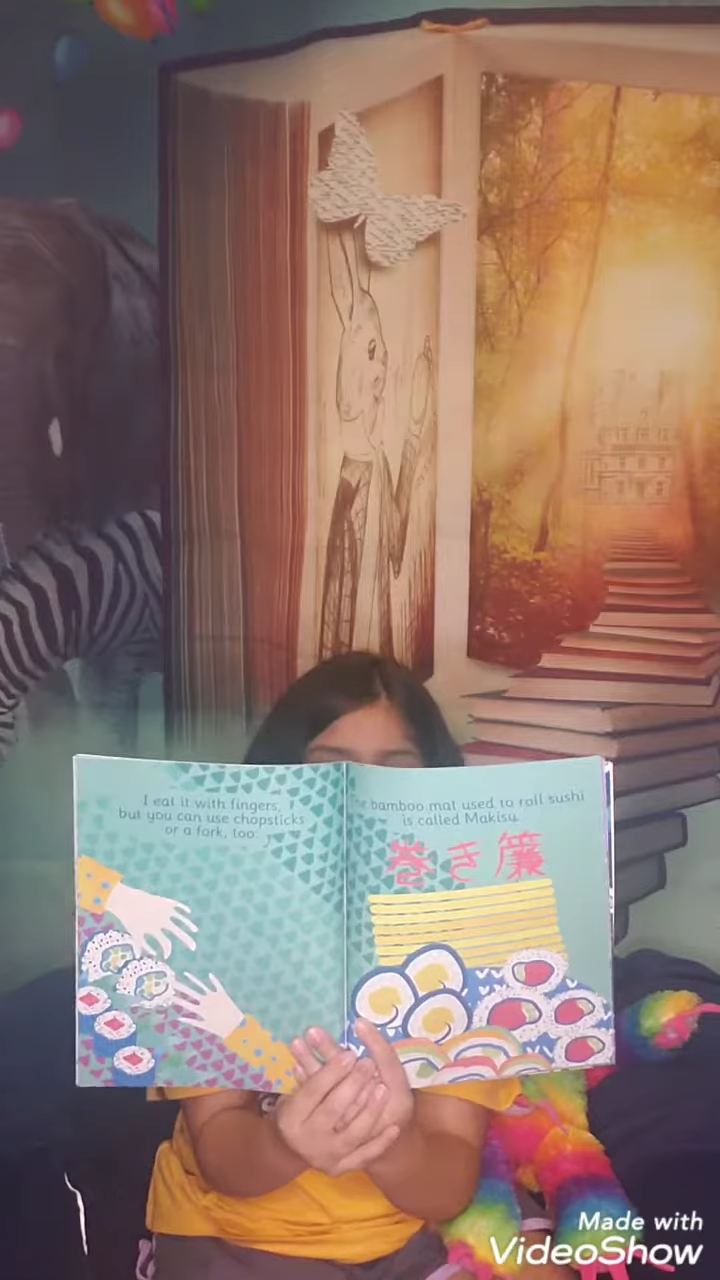 I eat it with fingers,
but you can use chopsticks
or a fork, too.
bamboo mat used to roll sushi
is called Makisu.
巻き簾
Made with
VideoShow